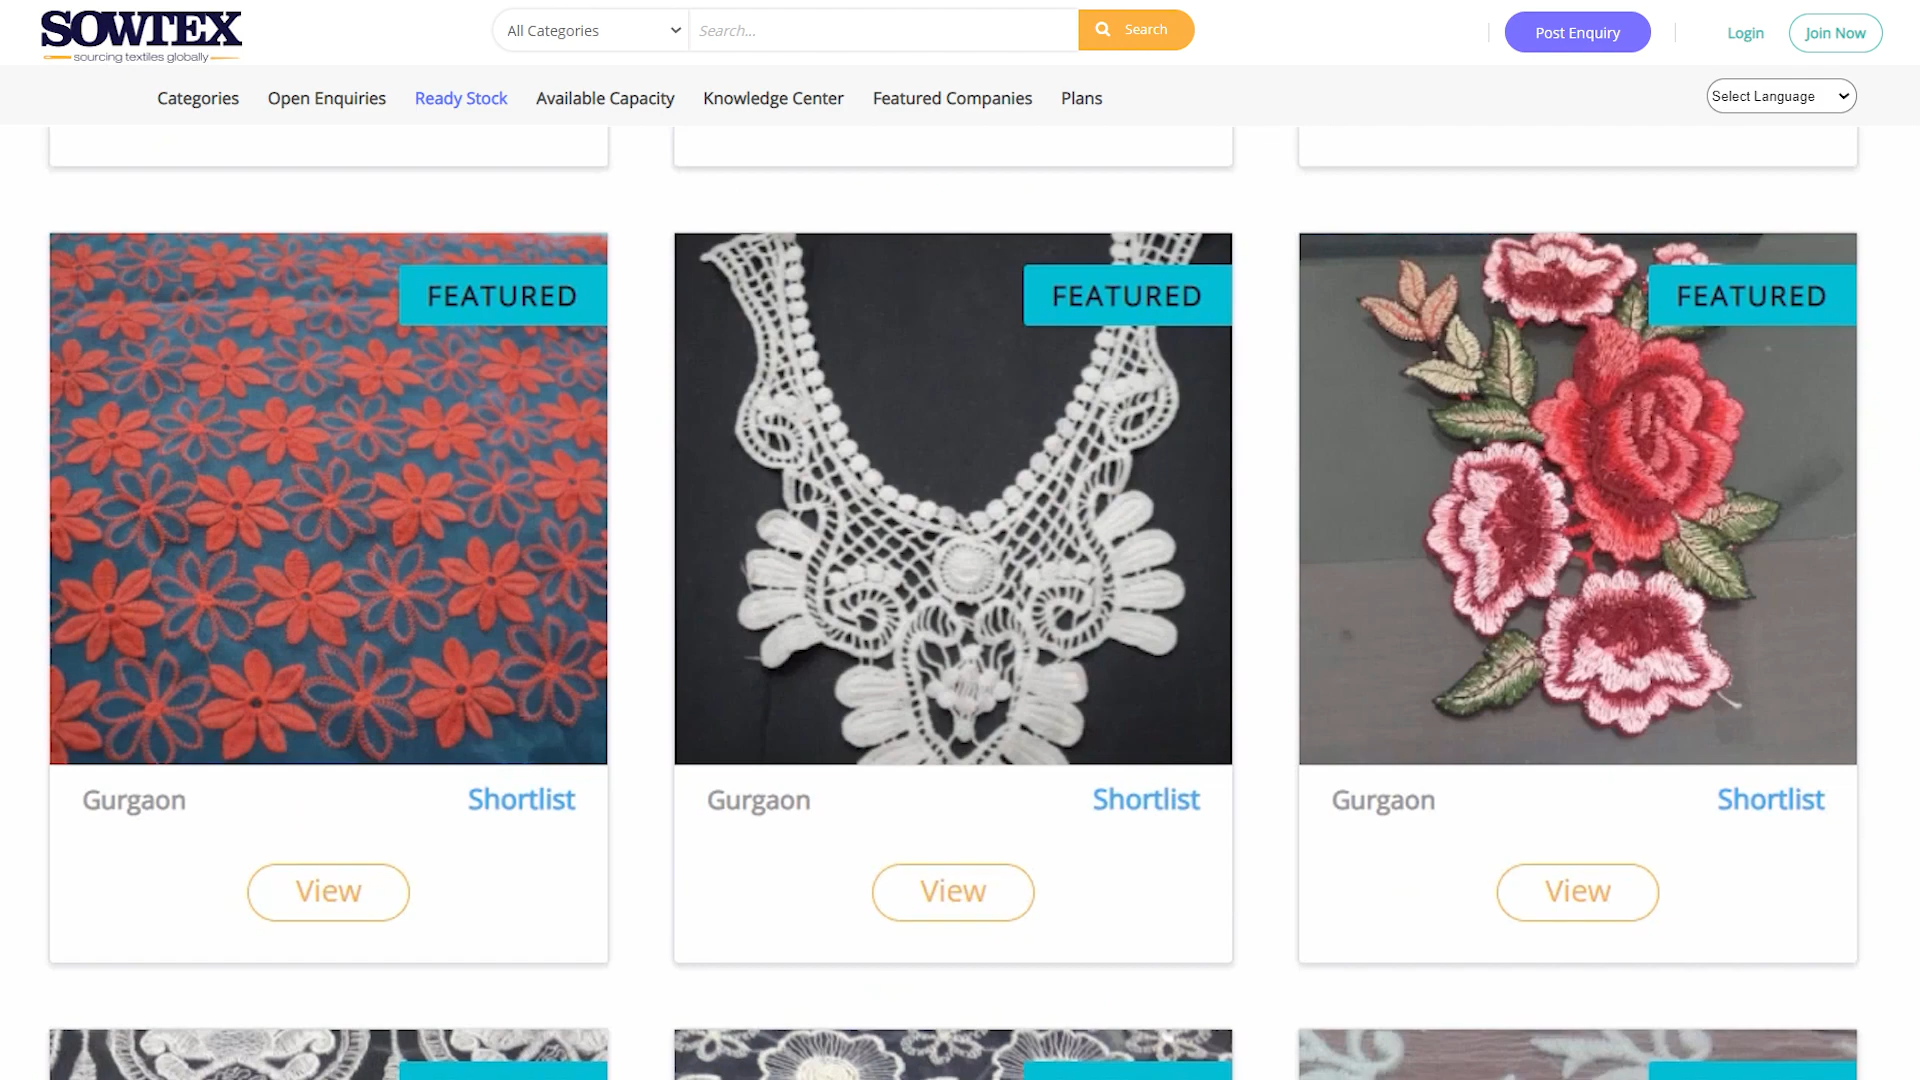 SOWTEX
sourcing textiles globally
All Categories
Search...
Search
Post Enquiry
Login
Join Now
Categories
Open Enquiries
Ready Stock
Available Capacity
Knowledge Center
Featured Companies
Plans
Select Language
FEATURED
FEATURED
FEATURED
Gurgaon
Shortlist
Gurgaon
Shortlist
Gurgaon
Shortlist
View
View
View